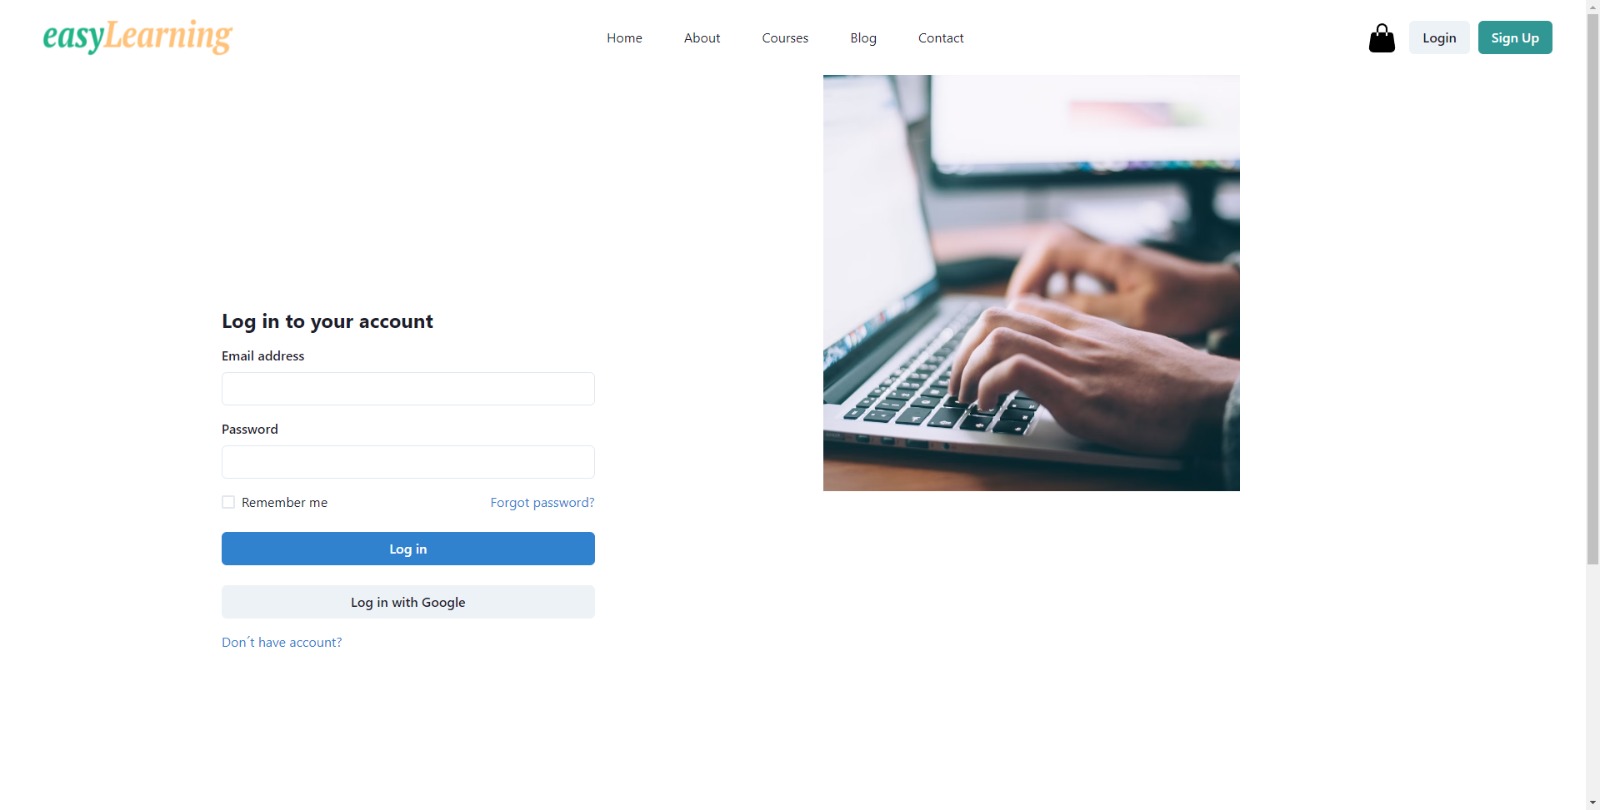 easyLearning
Home
About
Courses
Blog
Contact
Login
Sign Up
Log in to your account
Email address
Password
Remember me
Forgot password?
Log in
Log in with Google
Don´t have account?